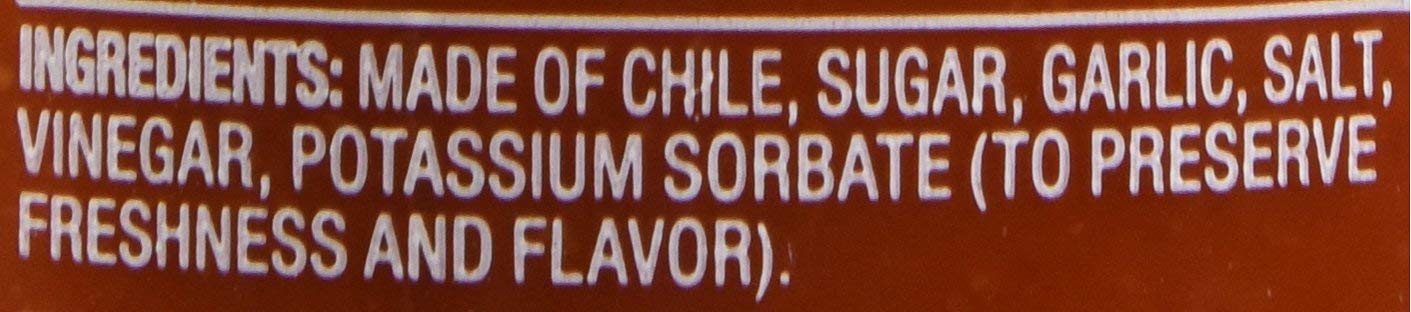 INGREDIENTS: MADE OF CHILE, SUGAR, GARLIC, SALT,
VINEGAR, POTASSIUM SORBATE (TO PRESERVE
FRESHNESS AND FLAVOR).